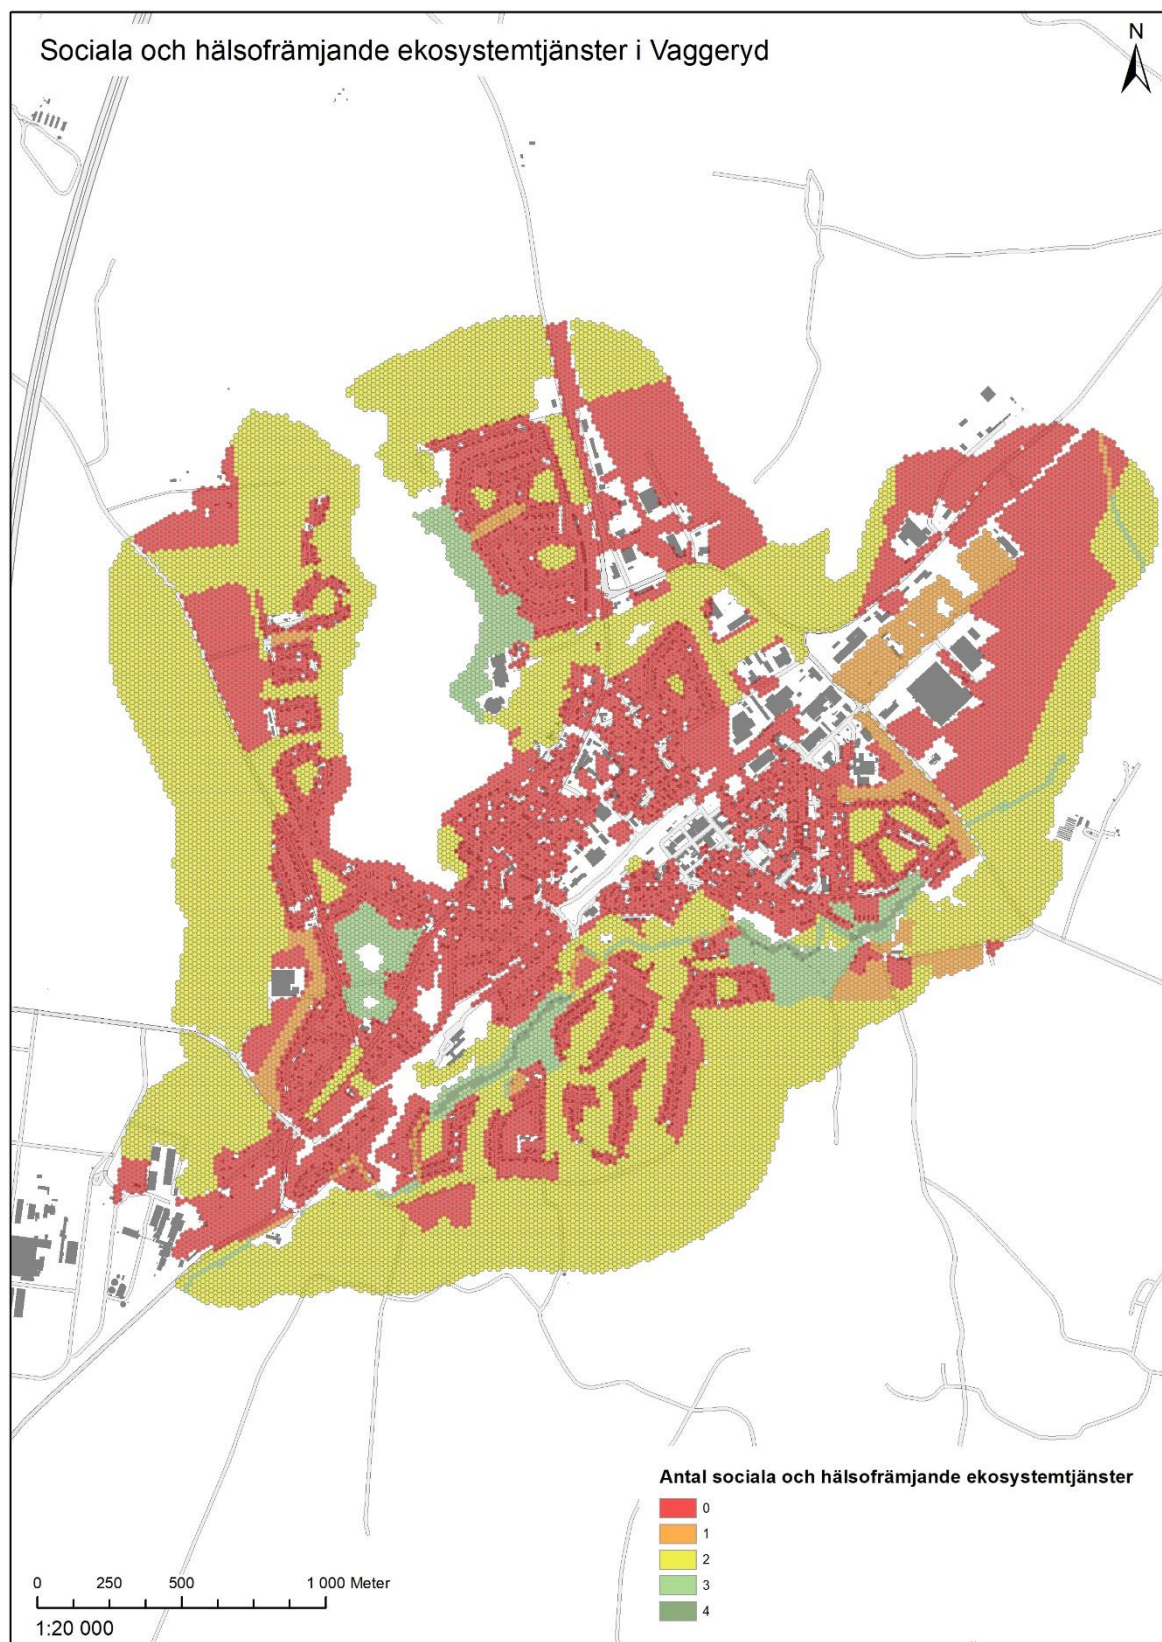 Sociala och hälsofrämjande ekosystemtjänster i Vaggeryd
N
Antal sociala och hälsofrämjande ekosystemtjänster
0
1
2
3
4
0 250 500 1 000 Meter
1:20 000